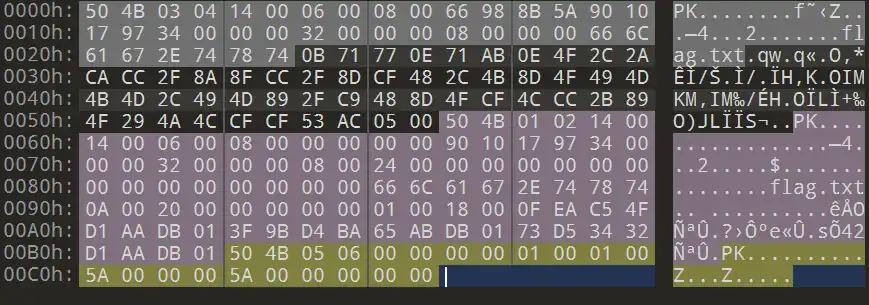 0000h: 50 4B 03 04 14 00 06 00 08 00 66 98 8B 5A 90 10 PK........f˜‹Z..
0010h: 17 97 34 00 00 00 32 00 00 00 08 00 00 00 66 6C .—4...2.......fl
0020h: 61 67 2E 74 78 74 0B 71 77 0E 71 AB 0E 4F 2C 2A ag.txt.qw.q«.O,*
0030h: CA CC 2F 8A 8F CC 2F 8D CF 48 2C 4B 8D 4F 49 4D ÊÌ/Š.Ì/.ÏH,K.OIM
0040h: 4B 4D 2C 49 4D 89 2F C9 48 8D 4F CF 4C CC 2B 89 KM,IM‰/ÉH.OÏLÌ+‰
0050h: 4F 29 4A 4C CF CF 53 AC 05 00 50 4B 01 02 14 00 O)JLÏÏS¬..PK....
0060h: 14 00 06 00 08 00 00 00 00 00 90 10 17 97 34 00 .............—4.
0070h: 00 00 32 00 00 00 08 00 24 00 00 00 00 00 00 00 ..2.....$.......
0080h: 00 00 00 00 00 00 00 00 66 6C 61 67 2E 74 78 74 ........flag.txt
0090h: 0A 00 20 00 00 00 00 00 01 00 18 00 0F EA C5 4F .. ..........êÅO
00A0h: D1 AA DB 01 3F 9B D4 BA 65 AB DB 01 73 D5 34 32 ÑªÛ.?›Ôºe«Û.sÕ42
00B0h: D1 AA DB 01 50 4B 05 06 00 00 00 00 01 00 01 00 ÑªÛ.PK..........
00C0h: 5A 00 00 00 5A 00 00 00 00 00 Z...Z.....